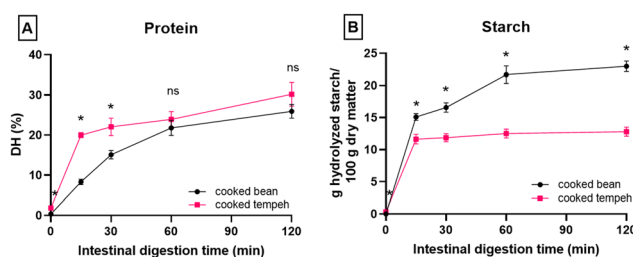 A
Protein
DH (%)
40
30
20
10
0
*
*
*
ns
ns
cooked bean
cooked tempeh
0
15
30
60
120
Intestinal digestion time (min)
B
Starch
g hydrolyzed starch/
100 g dry matter
25
20
15
10
5
0
*
*
*
*
*
cooked bean
cooked tempeh
0
30
60
90
120
Intestinal digestion time (min)